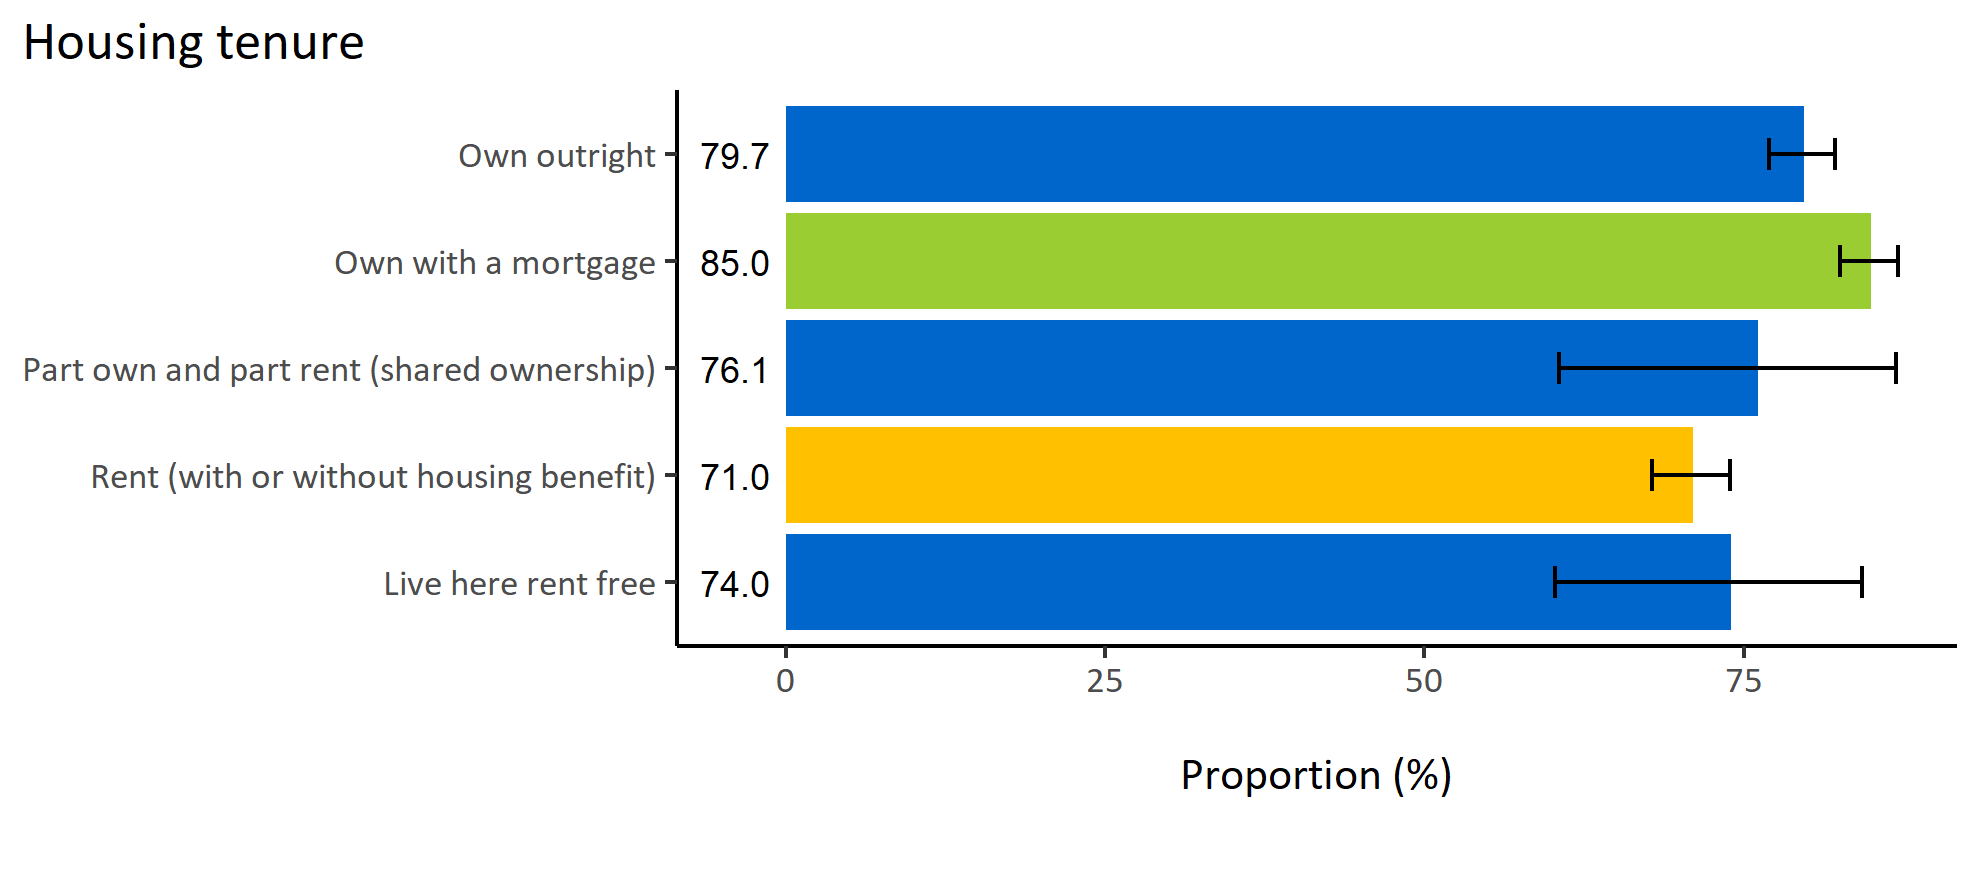 Housing tenure
Own outright 79.7
Own with a mortgage 85.0
Part own and part rent (shared ownership) 76.1
Rent (with or without housing benefit) 71.0
Live here rent free 74.0
0 25 50 75
Proportion (%)